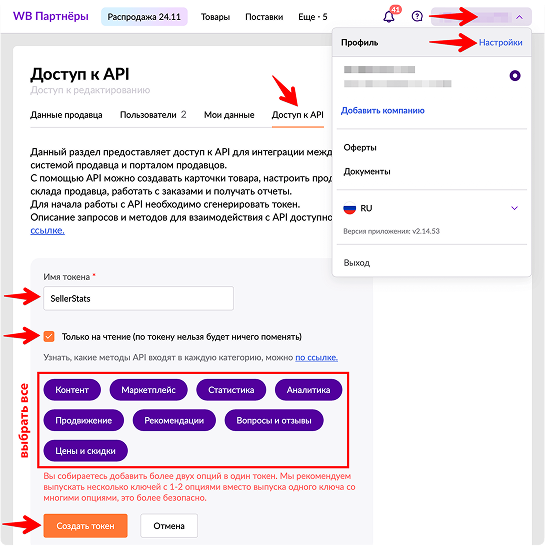 WB Партнёры
Распродажа 24.11
Товары
Поставки
Еще · 5
41
Профиль
Настройки
Добавить компанию
Оферты
Документы
RU
Версия приложения: v2.14.53
Выход
Доступ к API
Доступ к редактированию
Данные продавца
Пользователи 2
Мои данные
Доступ к API
Данный раздел предоставляет доступ к API для интеграции межд
системой продавца и порталом продавцов.
С помощью API можно создавать карточки товара, настроить прод
склада продавца, работать с заказами и получать отчеты.
Для начала работы с API необходимо сгенерировать токен.
Описание запросов и методов для взаимодействия с API доступно
ссылке.
Имя токена *
SellerStats
Только на чтение (по токену нельзя будет ничего поменять)
Узнать, какие методы API входят в каждую категорию, можно по ссылке.
выбрать все
Контент
Маркетплейс
Статистика
Аналитика
Продвижение
Рекомендации
Вопросы и отзывы
Цены и скидки
Вы собираетесь добавить более двух опций в один токен. Мы рекомендуем
выпускать несколько ключей с 1-2 опциями вместо выпуска одного ключа со
многими опциями, это более безопасно.
Создать токен
Отмена